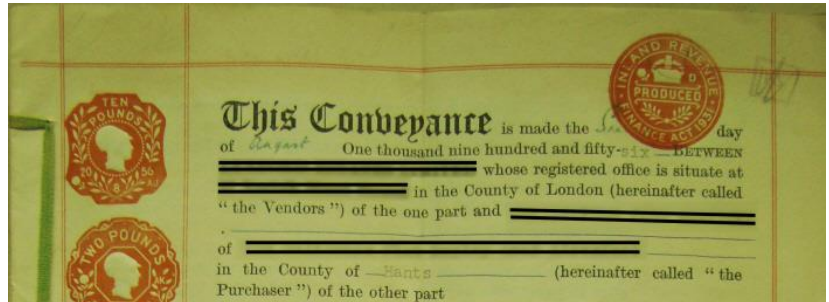 INLAND REVENUE
PRODUCED
FINANCE ACT 1931
TEN
POUNDS
20 56
8
TWO POUNDS
This Conveyance is made the day
of August One thousand nine hundred and fifty-six BETWEEN
whose registered office is situate at
in the County of London (hereinafter called
“the Vendors”) of the one part and
of
in the County of Hants (hereinafter called “the
Purchaser”) of the other part